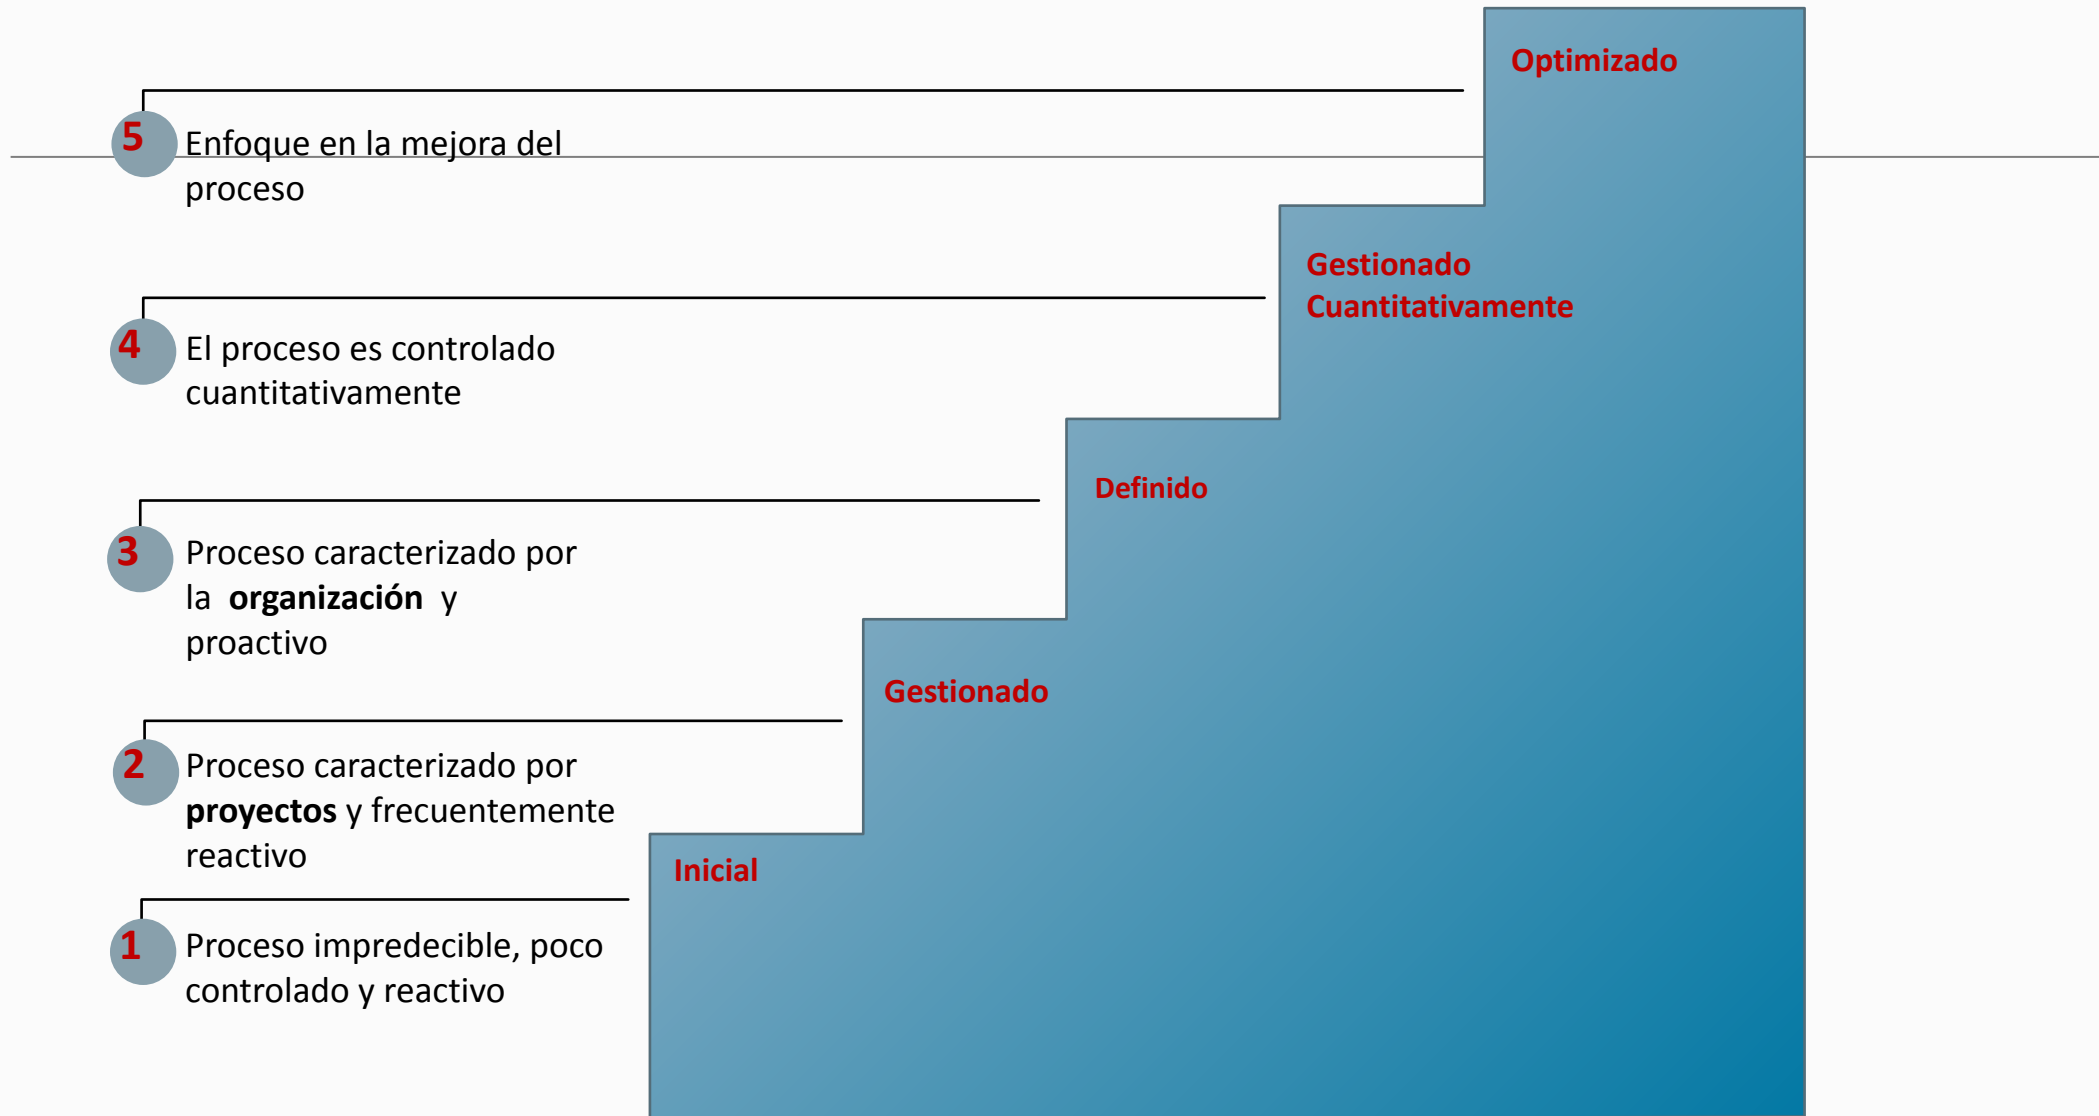 Optimizado
5
Enfoque en la mejora del
proceso
Gestionado
Cuantitativamente
4
El proceso es controlado
cuantitativamente
Definido
3
Proceso caracterizado por
la organización y
proactivo
Gestionado
2
Proceso caracterizado por
proyectos y frecuentemente
reactivo
Inicial
1
Proceso impredecible, poco
controlado y reactivo